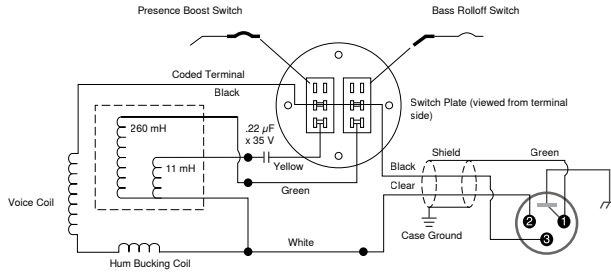 Presence Boost Switch
Bass Rolloff Switch
Coded Terminal
Black
Switch Plate (viewed from terminal
side)
260 mH
.22 µF
x 35 V
11 mH
Yellow
Green
Shield
Green
Black
Clear
Voice Coil
2
1
3
Case Ground
White
Hum Bucking Coil